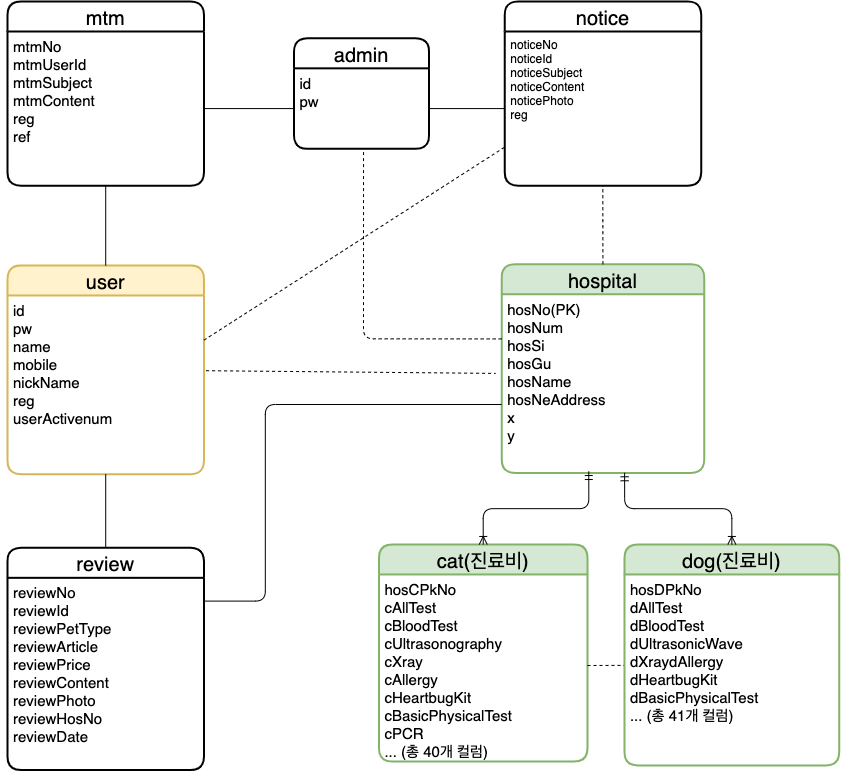 mtm
mtmNo
mtmUserId
mtmSubject
mtmContent
reg
ref
admin
id
pw
notice
noticeNo
noticeId
noticeSubject
noticeContent
noticePhoto
reg
user
id
pw
name
mobile
nickName
reg
userActivenum
hospital
hosNo(PK)
hosNum
hosSi
hosGu
hosName
hosNeAddress
x
y
review
reviewNo
reviewId
reviewPetType
reviewArticle
reviewPrice
reviewContent
reviewPhoto
reviewHosNo
reviewDate
cat(진료비)
hosCPkNo
cAllTest
cBloodTest
cUltrasonography
cXray
cAllergy
cHeartbugKit
cBasicPhysicalTest
cPCR
... (총 40개 컬럼)
dog(진료비)
hosDPkNo
dAllTest
dBloodTest
dUltrasonicWave
dXraydAllergy
dHeartbugKit
dBasicPhysicalTest
... (총 41개 컬럼)